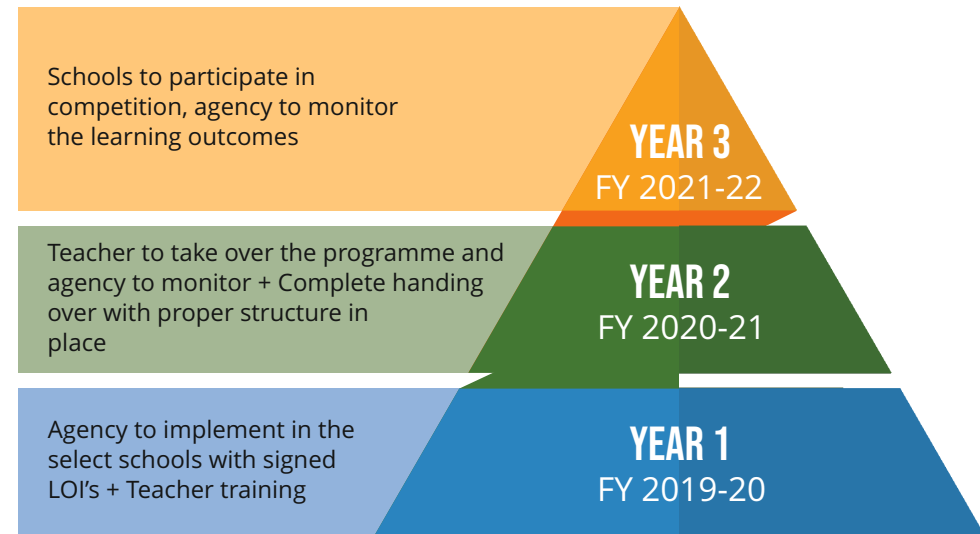 Schools to participate in
competition, agency to monitor
the learning outcomes
YEAR 3
FY 2021-22
Teacher to take over the programme and
agency to monitor + Complete handing
over with proper structure in
place
YEAR 2
FY 2020-21
Agency to implement in the
select schools with signed
LOI’s + Teacher training
YEAR 1
FY 2019-20